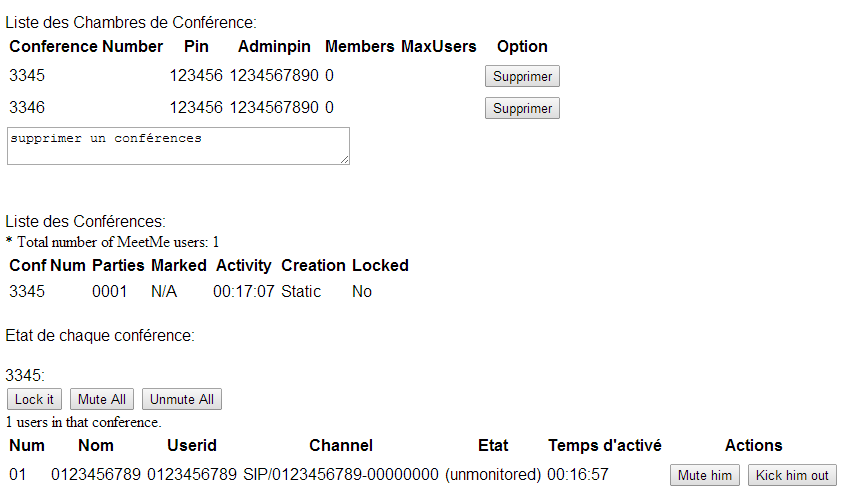 Liste des Chambres de Conférence:
Conference Number Pin Adminpin Members MaxUsers Option
3345 123456 1234567890 0 Supprimer
3346 123456 1234567890 0 Supprimer
supprimer un conférences
Liste des Conférences:
* Total number of MeetMe users: 1
Conf Num Parties Marked Activity Creation Locked
3345 0001 N/A 00:17:07 Static No
Etat de chaque conférence:
3345:
Lock it Mute All Unmute All
1 users in that conference.
Num Nom Userid Channel Etat Temps d'activé Actions
01 0123456789 0123456789 SIP/0123456789-00000000 (unmonitored) 00:16:57 Mute him Kick him out